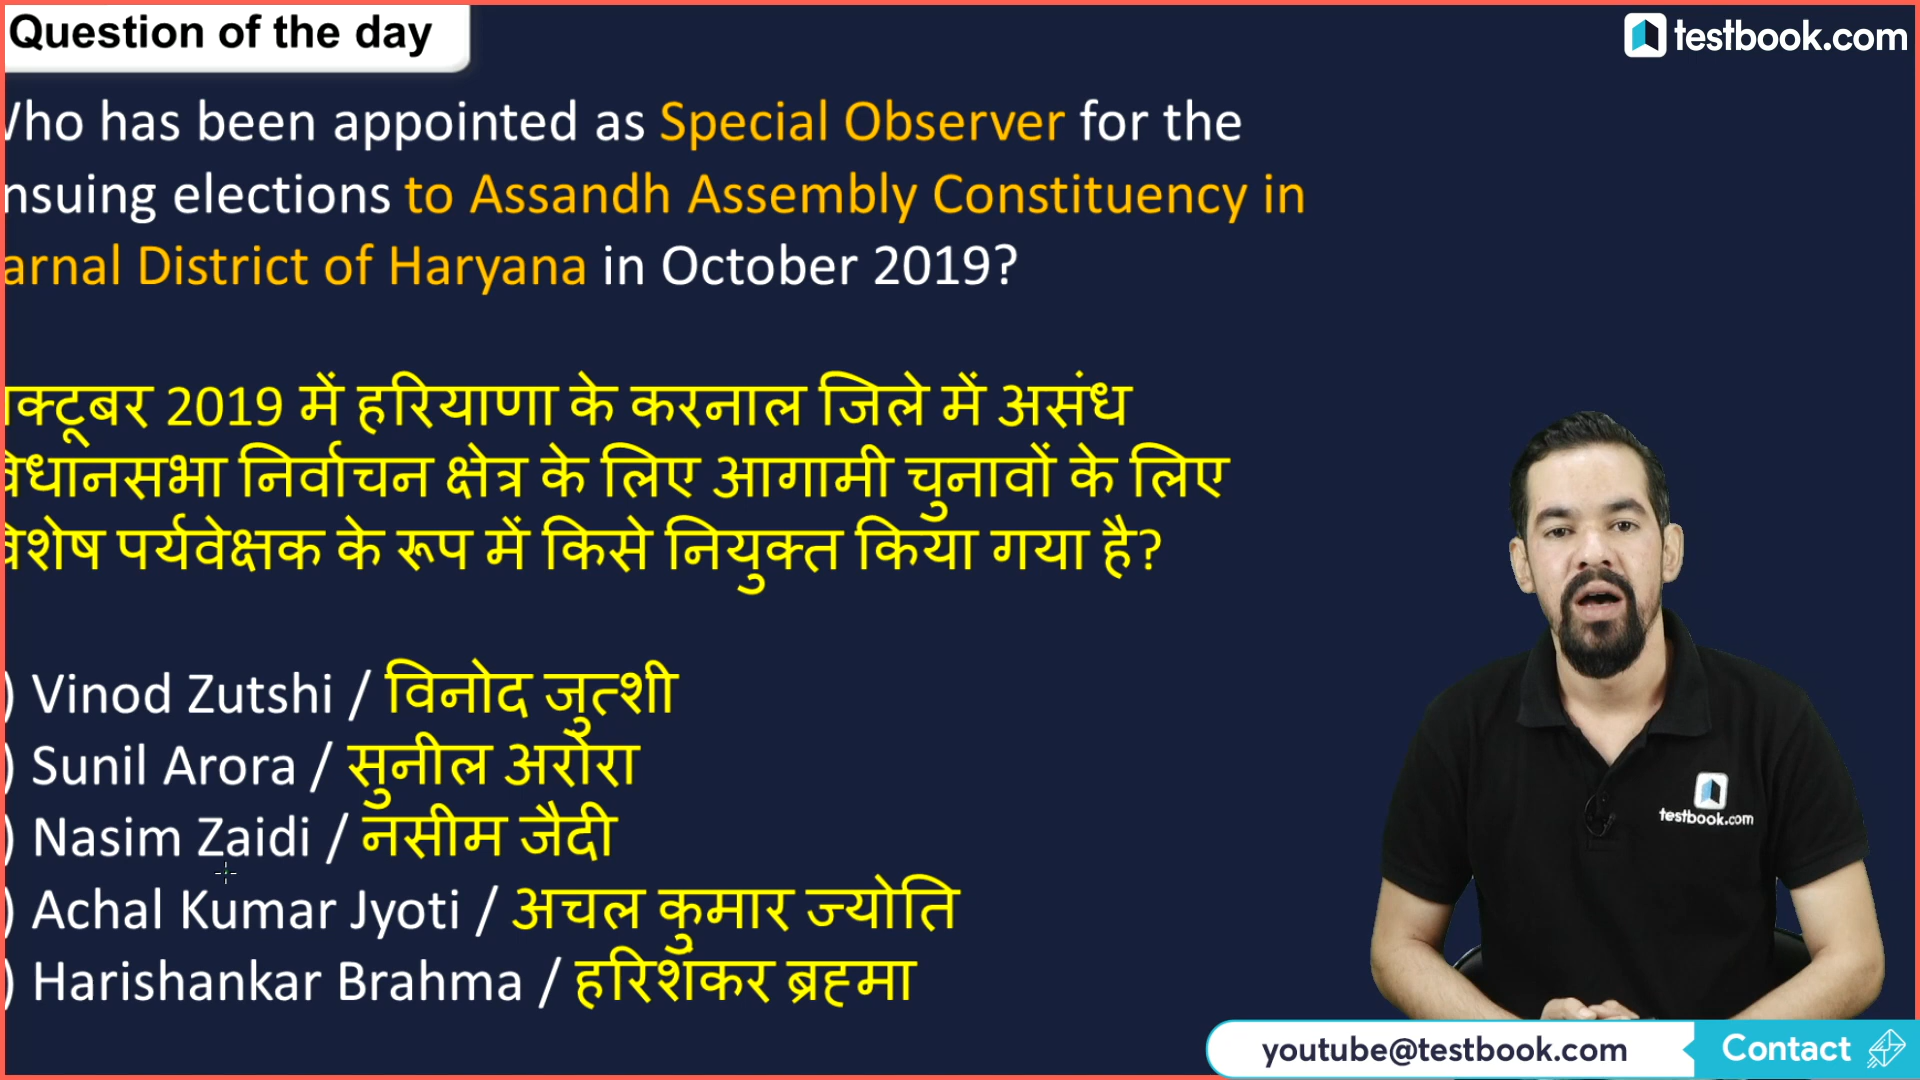 Question of the day
testbook.com
Who has been appointed as Special Observer for the
nsuing elections to Assandh Assembly Constituency in
arnal District of Haryana in October 2019?
क्टूबर 2019 में हरियाणा के करनाल जिले में असंध
विधानसभा निर्वाचन क्षेत्र के लिए आगामी चुनावों के लिए
विशेष पर्यवेक्षक के रूप में किसे नियुक्त किया गया है?
) Vinod Zutshi / विनोद जुत्शी
) Sunil Arora / सुनील अरोरा
) Nasim Zaidi / नसीम जैदी
) Achal Kumar Jyoti / अचल कुमार ज्योति
) Harishankar Brahma / हरिशंकर ब्रह्मा
testbook.com
youtube@testbook.com Contact